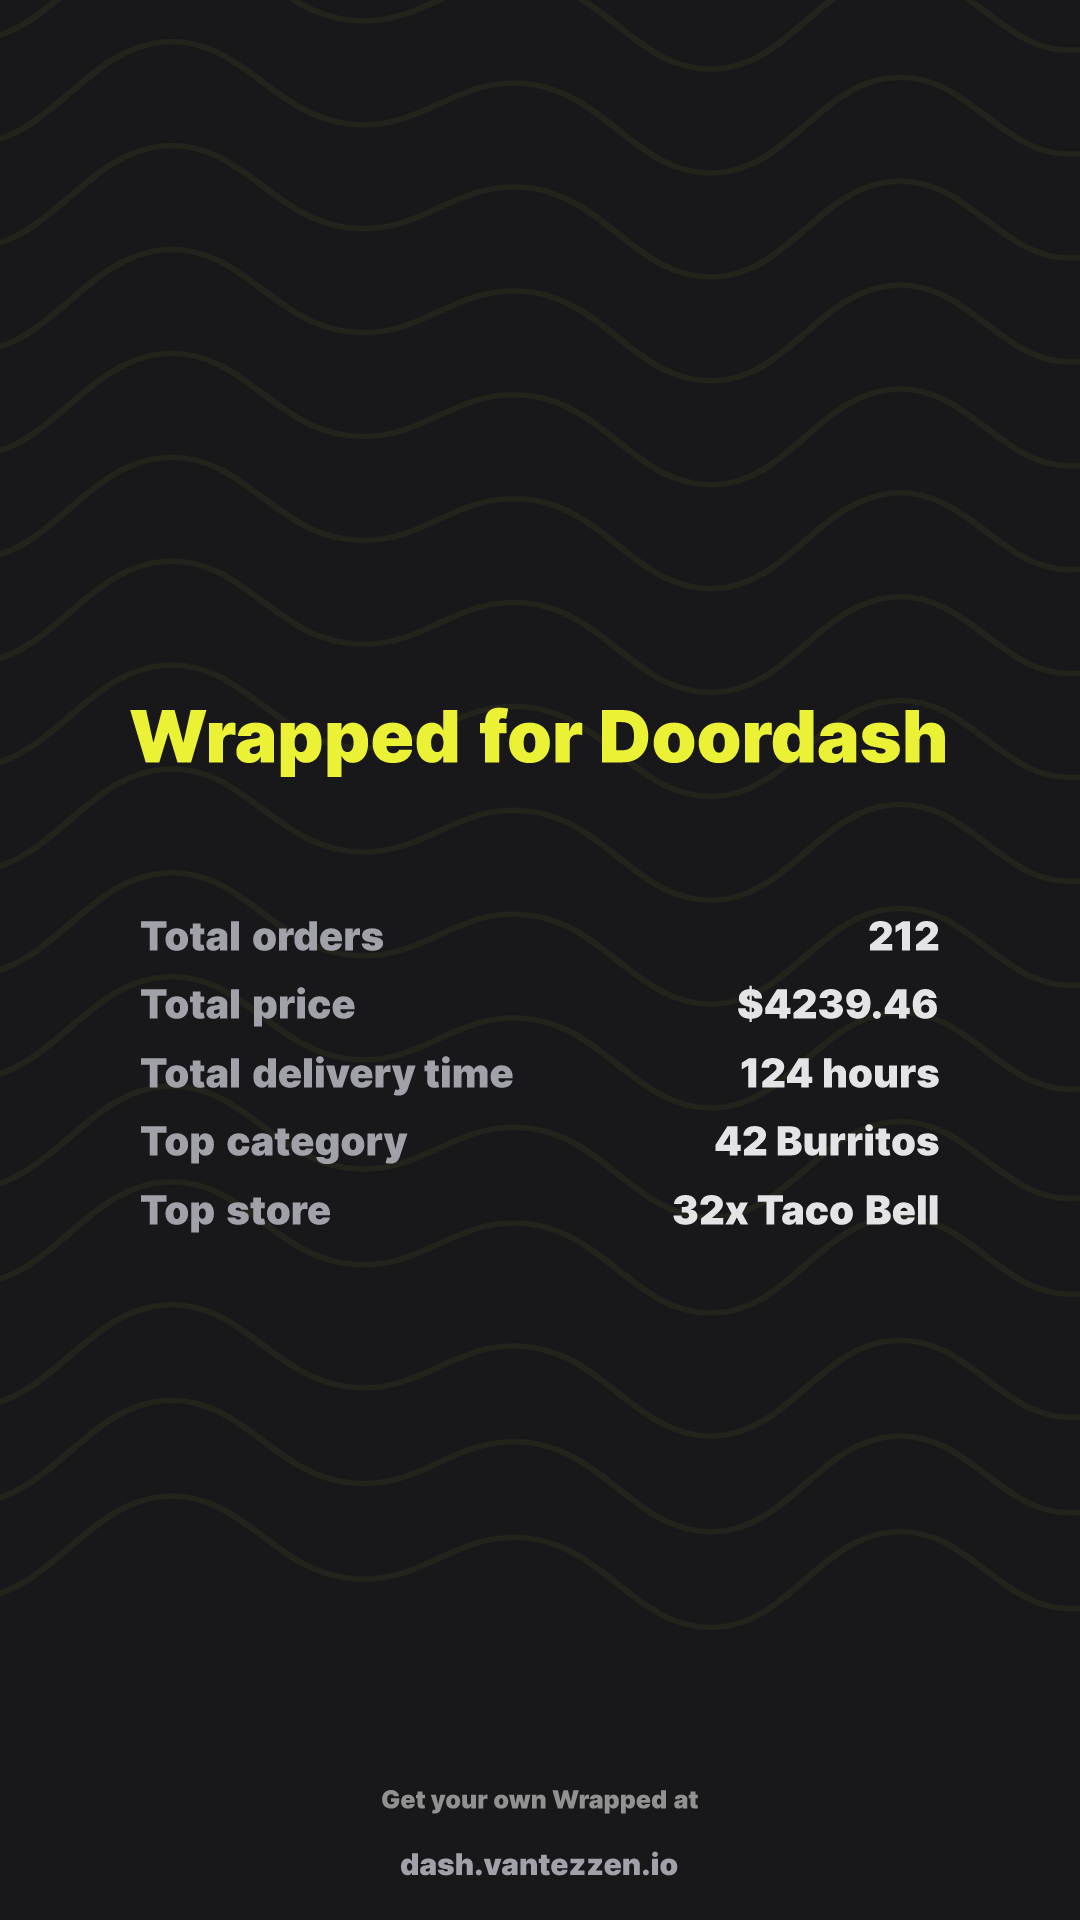 Wrapped for Doordash
Total orders 212
Total price $4239.46
Total delivery time 124 hours
Top category 42 Burritos
Top store 32x Taco Bell
Get your own Wrapped at
dash.vantezzen.io